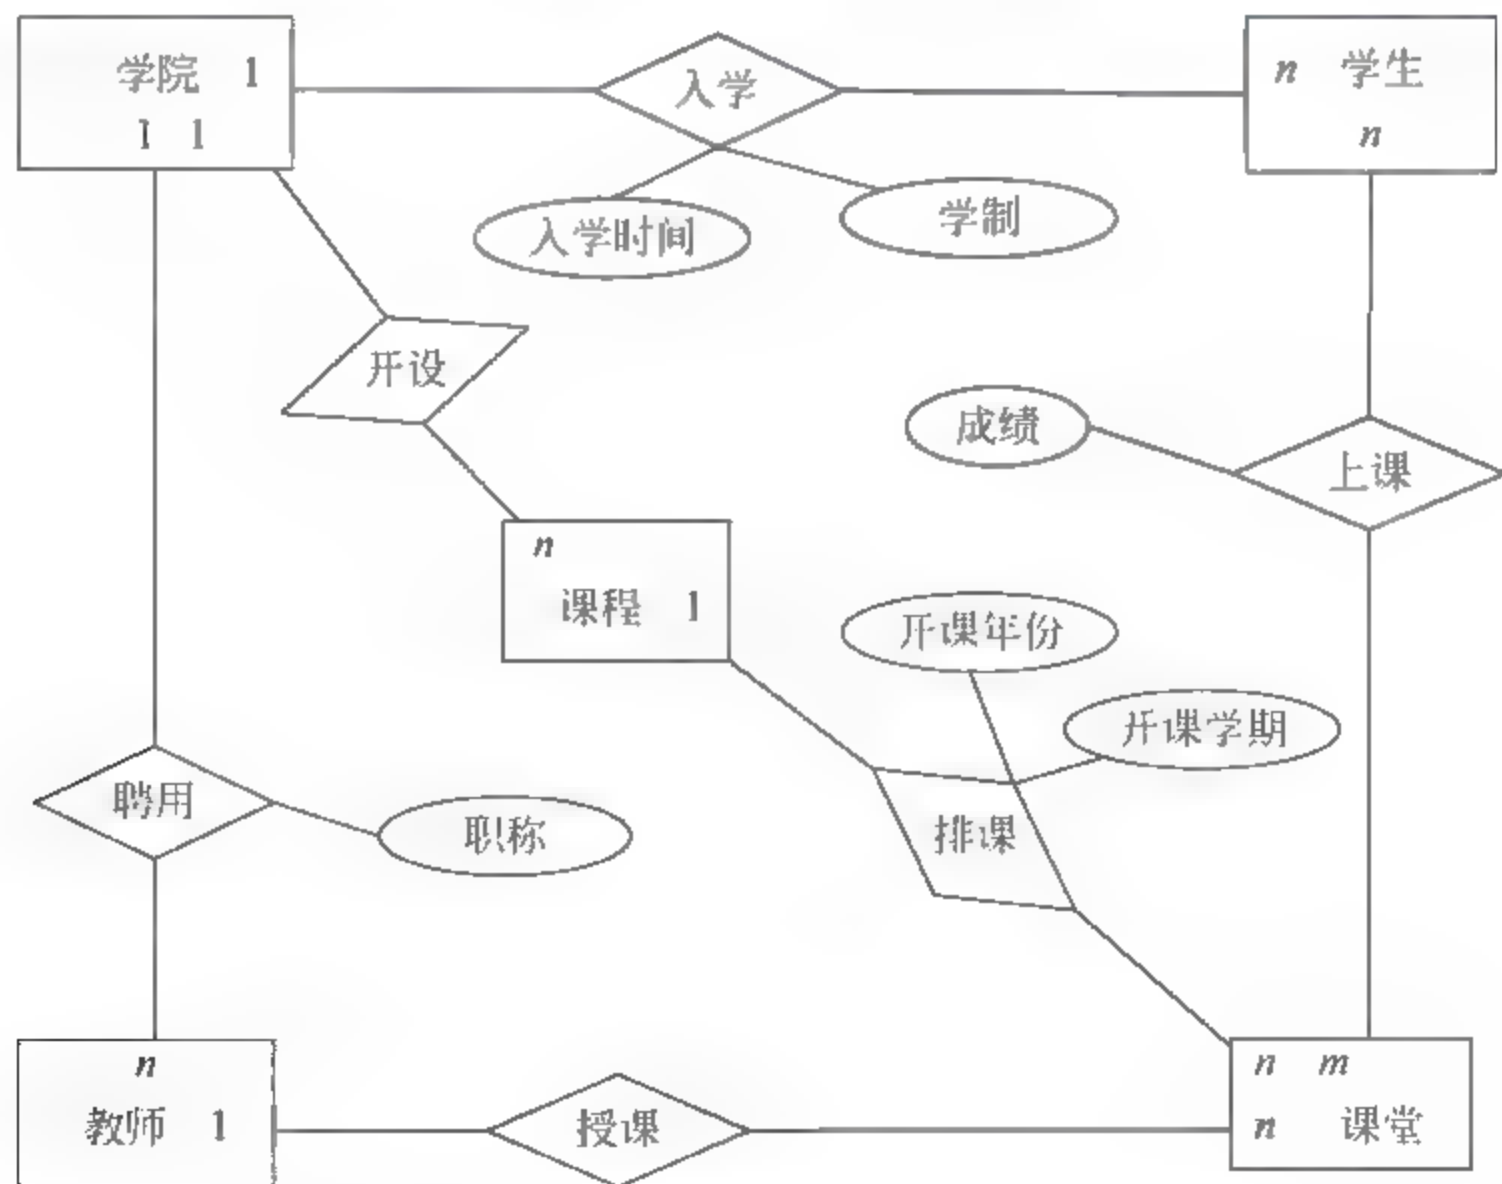 学院 1
1 1
入学
n 学生
n
入学时间
学制
开设
成绩
上课
n
课程 1
开课年份
开课学期
聘用
职称
排课
n
教师 1
授课
n m
n 课堂